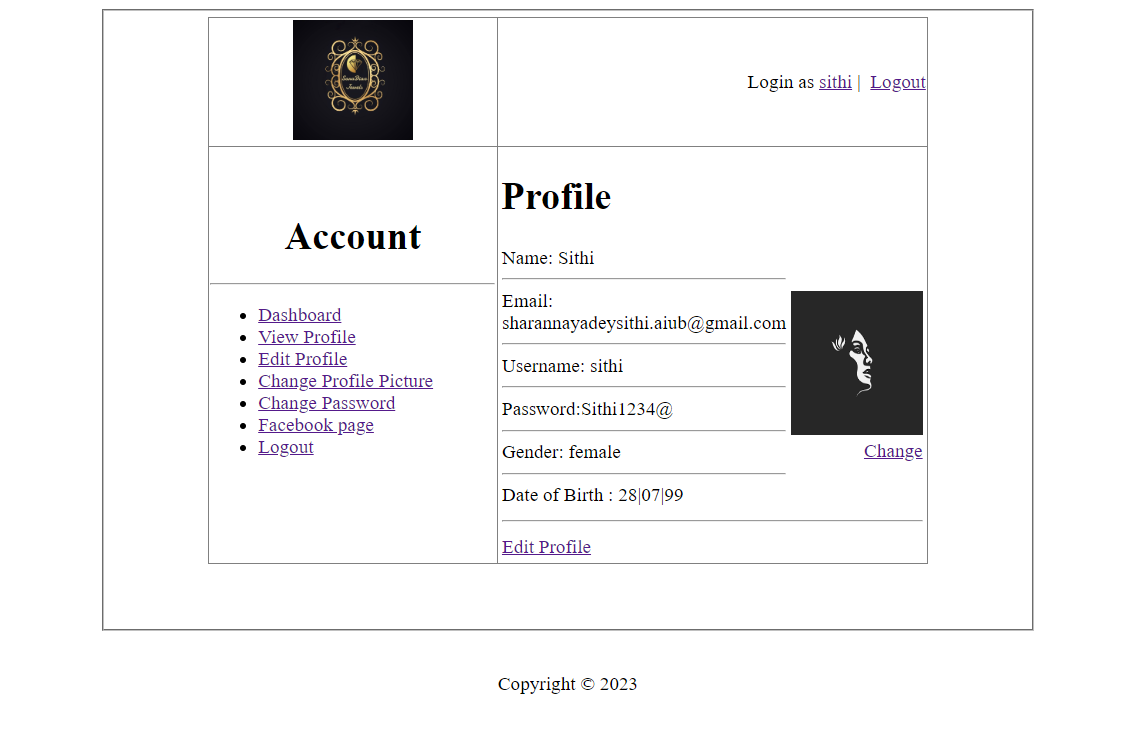 SanaDora
Jewels
Login as sithi | Logout
Account
Dashboard
View Profile
Edit Profile
Change Profile Picture
Change Password
Facebook page
Logout
Profile
Name: Sithi
Email:
sharannayadeysithi.aiub@gmail.com
Username: sithi
Password:Sithi1234@
Gender: female
Date of Birth : 28|07|99
Change
Edit Profile
Copyright © 2023